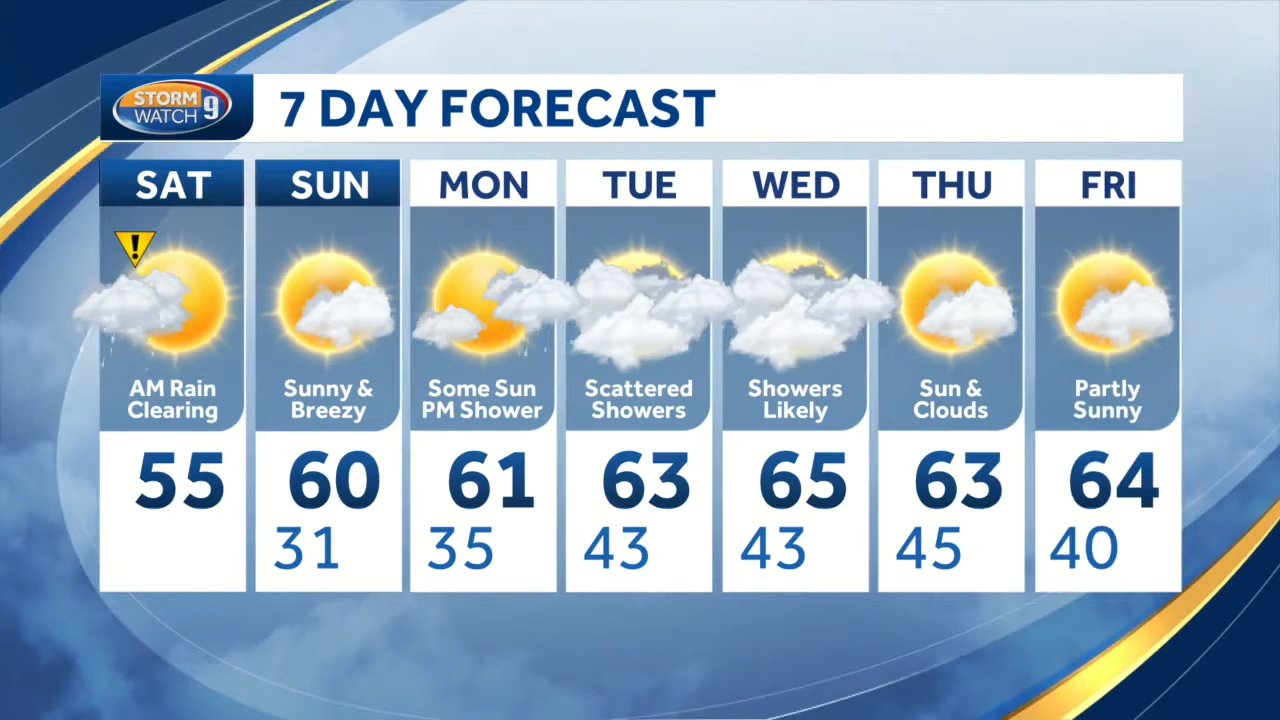 STORM
WATCH 9
7 DAY FORECAST
SAT
!
AM Rain
Clearing
55
SUN
Sunny &
Breezy
60
31
MON
Some Sun
PM Shower
61
35
TUE
Scattered
Showers
63
43
WED
Showers
Likely
65
43
THU
Sun &
Clouds
63
45
FRI
Partly
Sunny
64
40